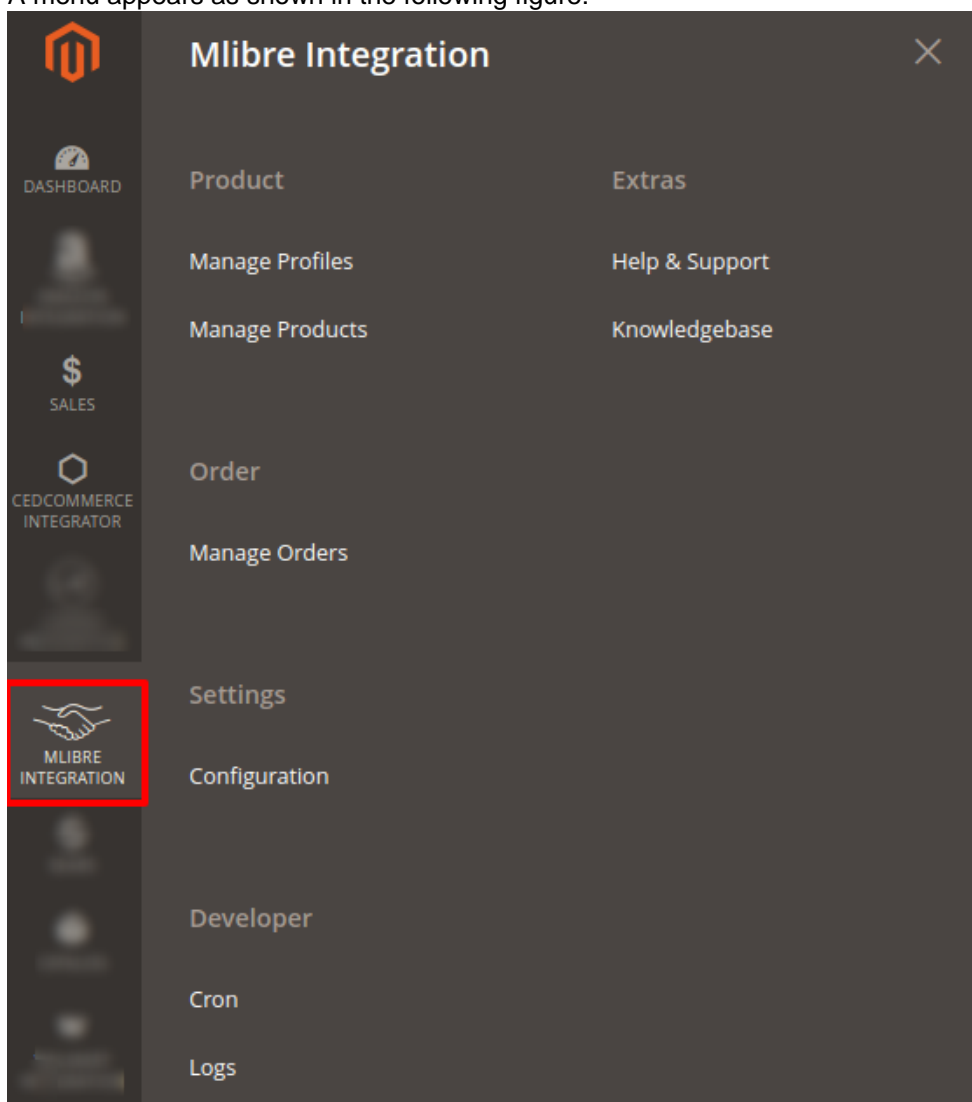 A menu appears as shown in the following figure.
Mlibre Integration
DASHBOARD
SALES
CEDCOMMERCE
INTEGRATOR
MLIBRE
INTEGRATION
Product
Manage Profiles
Manage Products
Extras
Help & Support
Knowledgebase
Order
Manage Orders
Settings
Configuration
Developer
Cron
Logs